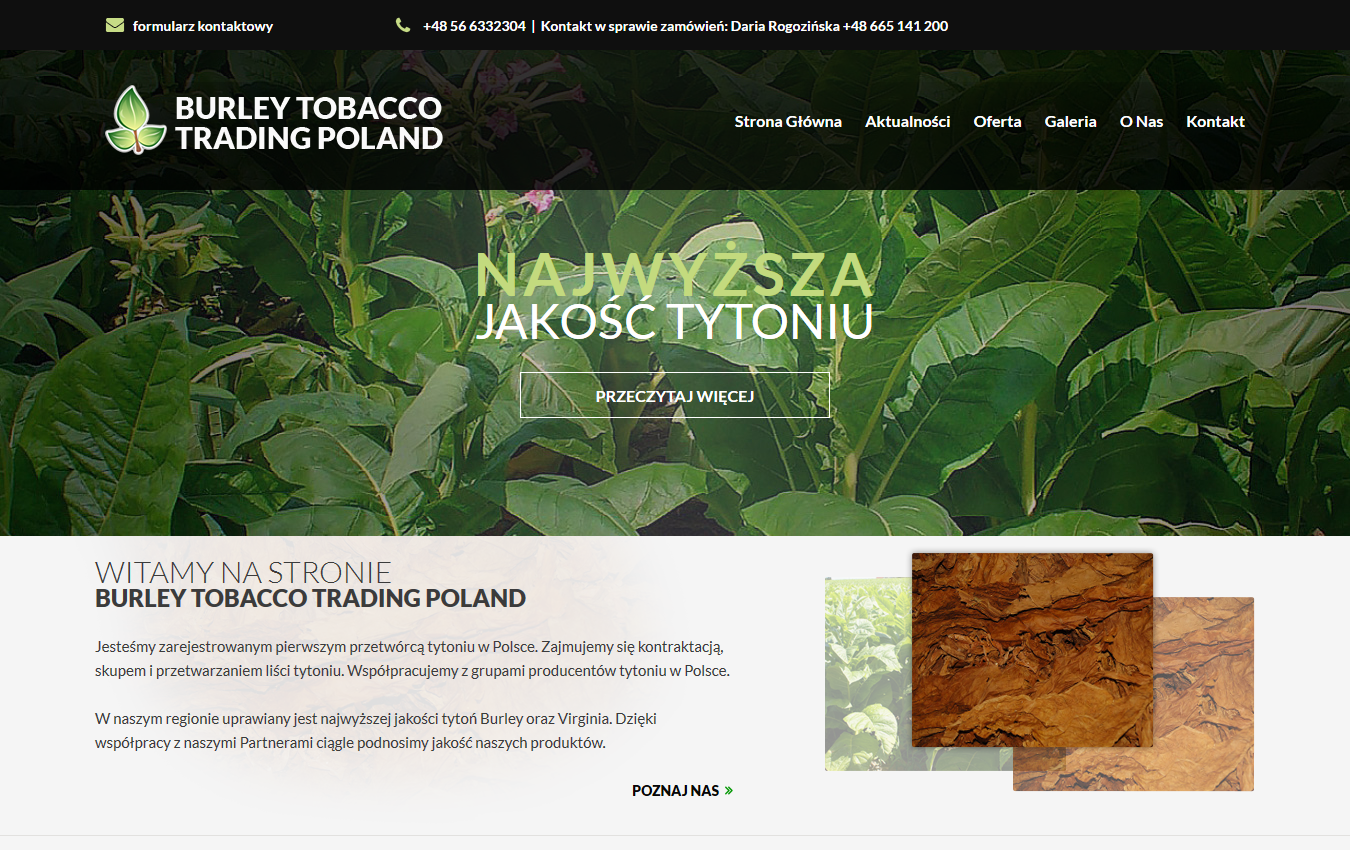 formularz kontaktowy
+48 56 6332304 | Kontakt w sprawie zamówień: Daria Rogozińska +48 665 141 200
BURLEY TOBACCO
TRADING POLAND
Strona Główna Aktualności Oferta Galeria O Nas Kontakt
NAJWYŻSZA
JAKOŚĆ TYTONIU
PRZECZYTAJ WIĘCEJ
WITAMY NA STRONIE
BURLEY TOBACCO TRADING POLAND
Jesteśmy zarejestrowanym pierwszym przetwórcą tytoniu w Polsce. Zajmujemy się kontraktacją,
skupem i przetwarzaniem liści tytoniu. Współpracujemy z grupami producentów tytoniu w Polsce.
W naszym regionie uprawiany jest najwyższej jakości tytoń Burley oraz Virginia. Dzięki
współpracy z naszymi Partnerami ciągle podnosimy jakość naszych produktów.
POZNAJ NAS »